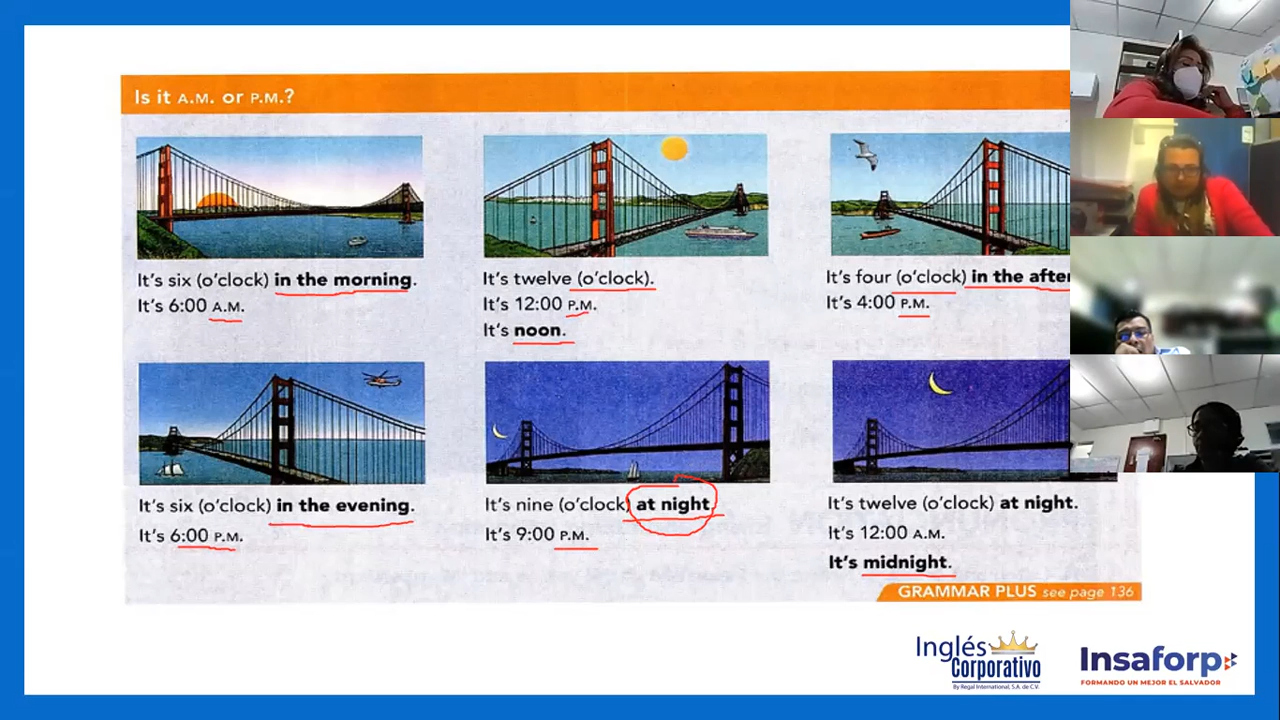 Is it A.M. or P.M.?
It's six (o'clock) in the morning.
It's 6:00 A.M.
It's twelve (o'clock).
It's 12:00 P.M.
It's noon.
It's four (o'clock) in the
It's 4:00 P.M.
It's six (o'clock) in the evening.
It's 6:00 P.M.
It's nine (o'clock) at night.
It's 9:00 P.M.
It's twelve (o'clock) at night.
It's 12:00 A.M.
It's midnight.
GRAMMAR PLUS see page 136
Inglés
Corporativo
By Regal International, S.A. de C.V.
Insaforp
FORMANDO UN MEJOR EL SALVADOR